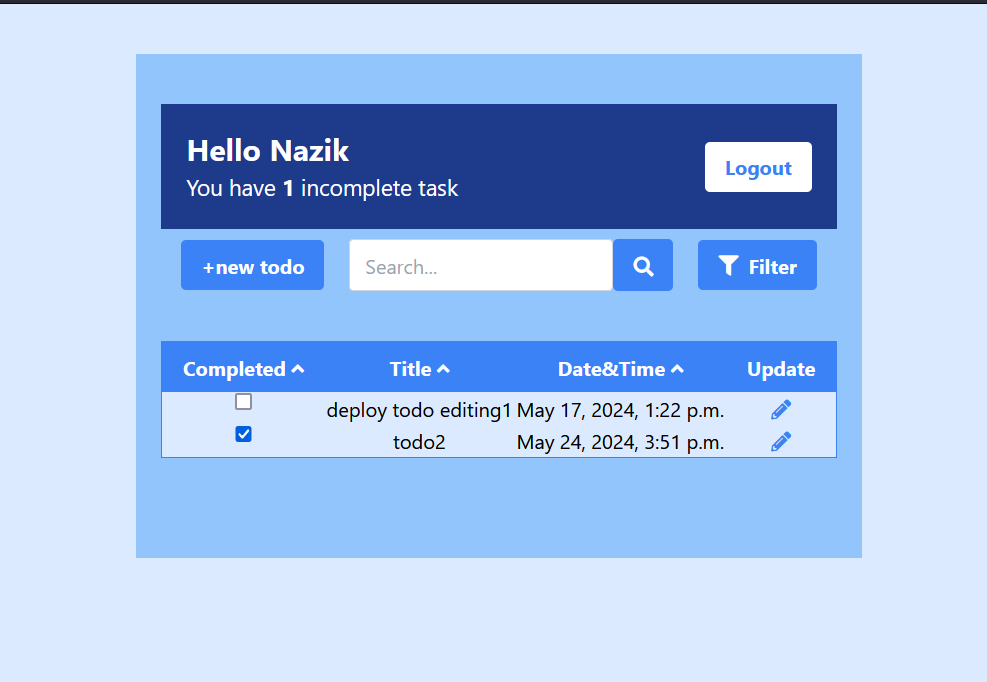 Hello Nazik
You have 1 incomplete task
Logout
+new todo
Search...
Filter
Completed Title Date&Time Update
deploy todo editing1 May 17, 2024, 1:22 p.m.
todo2 May 24, 2024, 3:51 p.m.